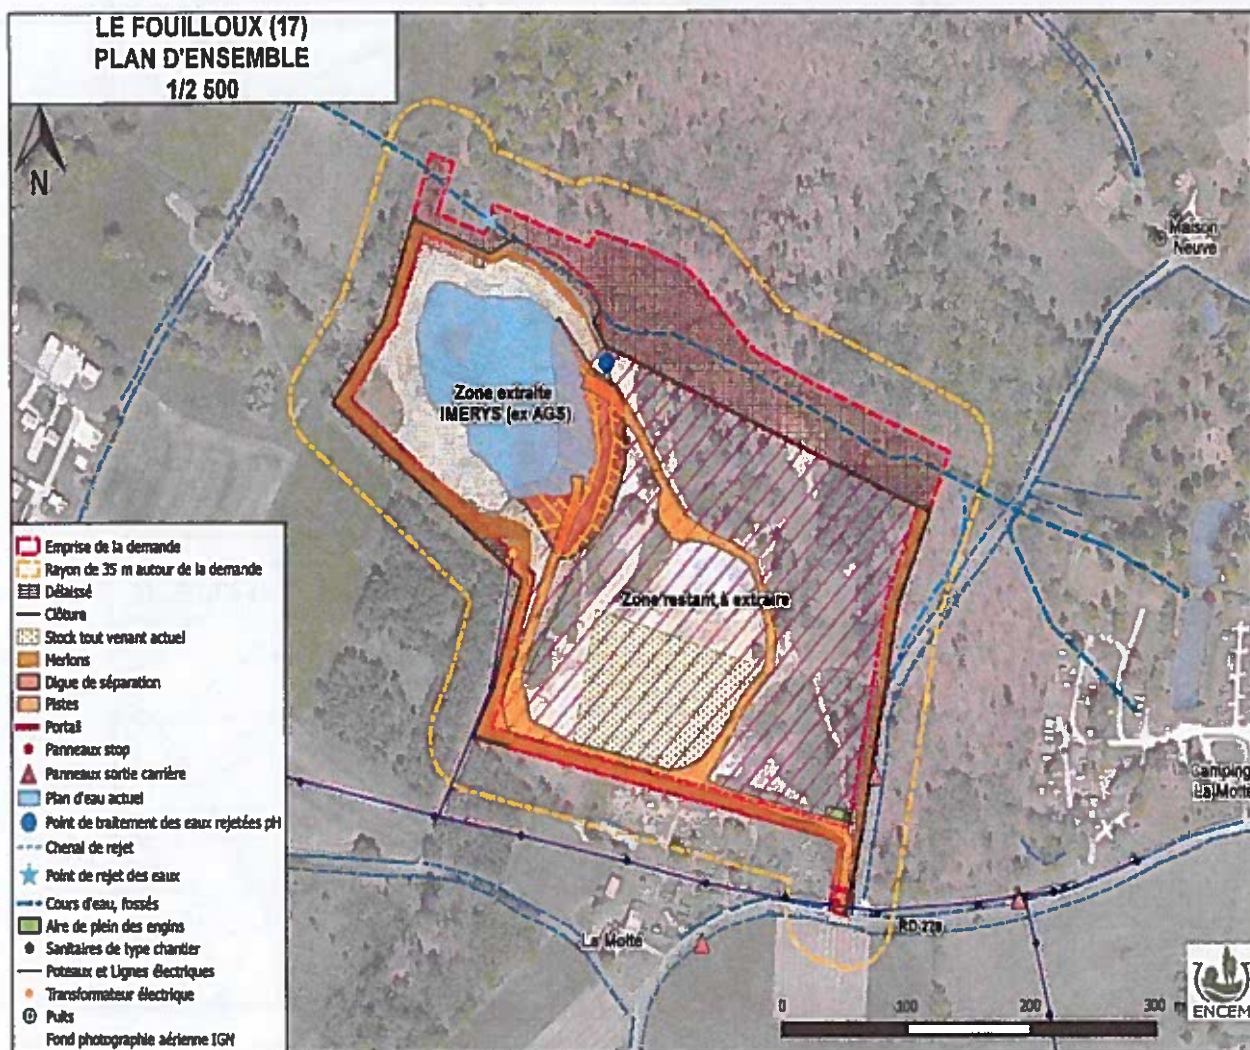 LE FOUILLOUX (17)
PLAN D'ENSEMBLE
1/2 500
N
Maison
Neuve
Zone extraite
IMERYS (ex AGS)
Zone restant à extraire
Emprise de la demande
Rayon de 35 m autour de la demande
Délaissé
Clôture
Stock tout venant actuel
Merlons
Digue de séparation
Pistes
Portail
Panneaux stop
Panneaux sortie carrière
Plan d'eau actuel
Point de traitement des eaux rejetées pH
Chenal de rejet
Point de rejet des eaux
Cours d'eau, fossés
Aire de plein des engins
Sanitaires de type chantier
Poteaux et Lignes électriques
Transformateur électrique
Puits
Fond photographie aérienne IGN
Camping
La Motte
La Motte
0 100 200 300 m
ENCEM